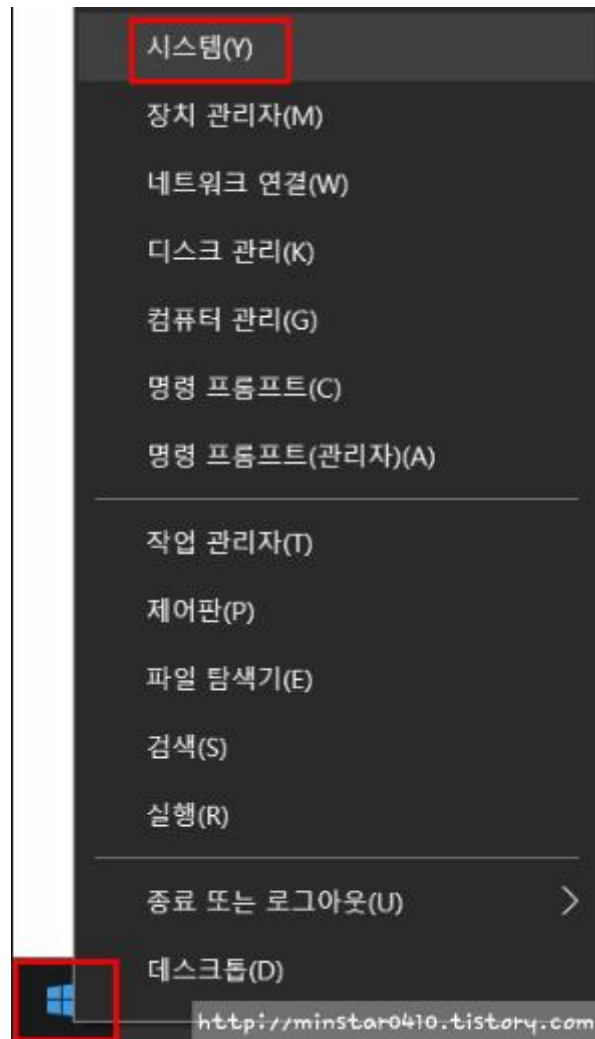 시스템(Y)
장치 관리자(M)
네트워크 연결(W)
디스크 관리(K)
컴퓨터 관리(G)
명령 프롬프트(C)
명령 프롬프트(관리자)(A)
작업 관리자(T)
제어판(P)
파일 탐색기(E)
검색(S)
실행(R)
종료 또는 로그아웃(U)
데스크톱(D)
http://minstar0410.tistory.com